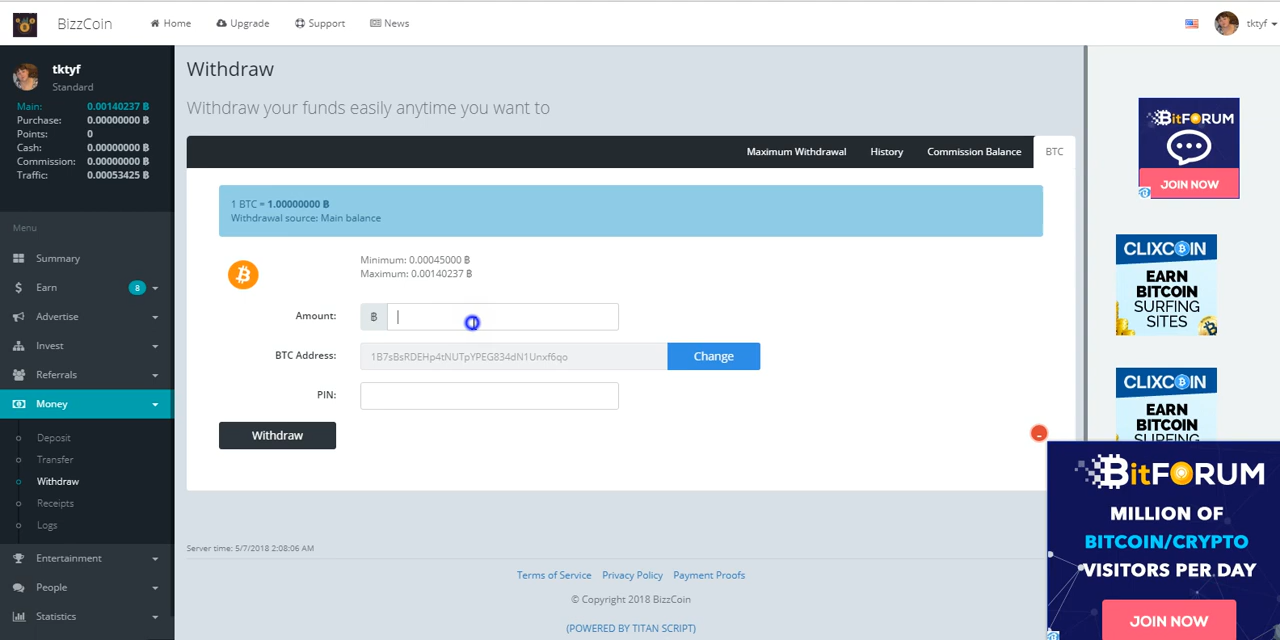 BizzCoin
Home
Upgrade
Support
News
tktyf
tktyf
Standard
Main: 0.00140237 ฿
Purchase: 0.00000000 ฿
Points: 0
Cash: 0.00000000 ฿
Commission: 0.00000000 ฿
Traffic: 0.00053425 ฿
Menu
Summary
Earn 8
Advertise
Invest
Referrals
Money
Deposit
Transfer
Withdraw
Receipts
Logs
Entertainment
People
Statistics
Withdraw
Withdraw your funds easily anytime you want to
Maximum Withdrawal
History
Commission Balance
BTC
1 BTC = 1.00000000 ฿
Withdrawal source: Main balance
Minimum: 0.00045000 ฿
Maximum: 0.00140237 ฿
Amount: ฿
BTC Address: 1B7sBsRDEHp4tNUTpYPEG834dN1Unxf6qo Change
PIN:
Withdraw
Server time: 5/7/2018 2:08:06 AM
Terms of Service Privacy Policy Payment Proofs
© Copyright 2018 BizzCoin
(POWERED BY TITAN SCRIPT)
BitFORUM
JOIN NOW
CLIXCOIN
EARN
BITCOIN
SURFING
SITES
CLIXCOIN
EARN
BITCOIN
SURFING
BitFORUM
MILLION OF
BITCOIN/CRYPTO
VISITORS PER DAY
JOIN NOW